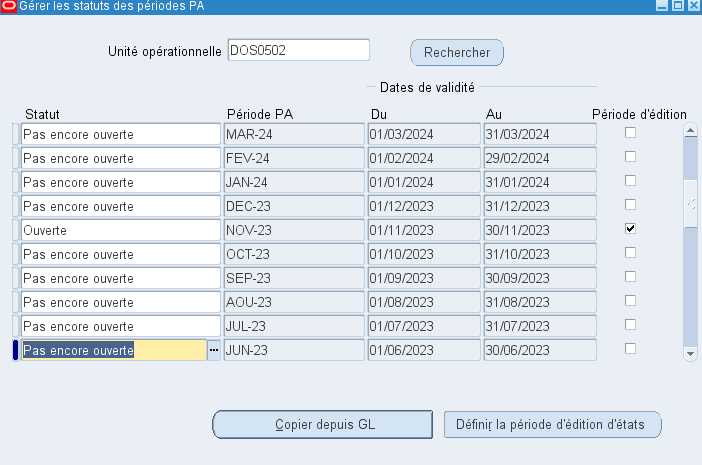 Gérer les statuts des périodes PA
Unité opérationnelle DOS0502 Rechercher
Dates de validité
Statut Période PA Du Au Période d'édition
Pas encore ouverte MAR-24 01/03/2024 31/03/2024
Pas encore ouverte FEV-24 01/02/2024 29/02/2024
Pas encore ouverte JAN-24 01/01/2024 31/01/2024
Pas encore ouverte DEC-23 01/12/2023 31/12/2023
Ouverte NOV-23 01/11/2023 30/11/2023
Pas encore ouverte OCT-23 01/10/2023 31/10/2023
Pas encore ouverte SEP-23 01/09/2023 30/09/2023
Pas encore ouverte AOU-23 01/08/2023 31/08/2023
Pas encore ouverte JUL-23 01/07/2023 31/07/2023
Pas encore ouverte ... JUN-23 01/06/2023 30/06/2023
Copier depuis GL Définir la période d'édition d'états